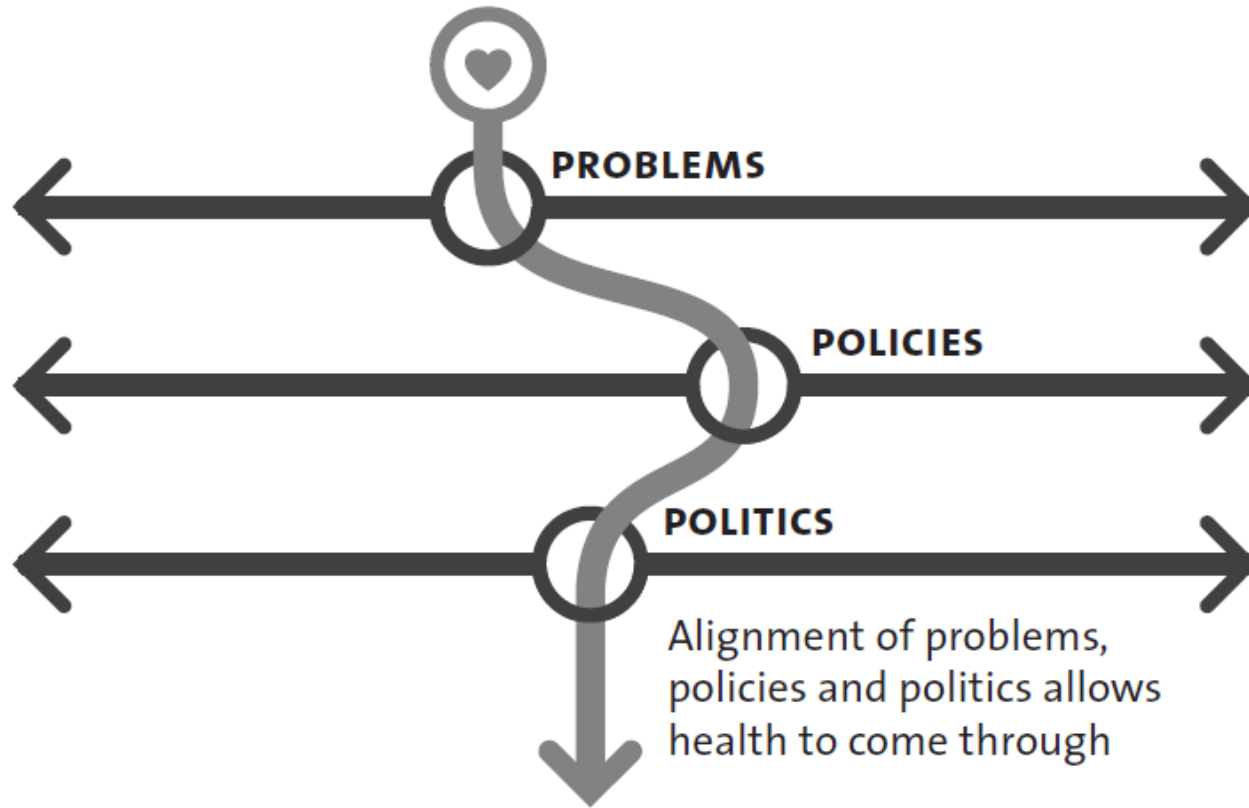 PROBLEMS
POLICIES
POLITICS
Alignment of problems,
policies and politics allows
health to come through